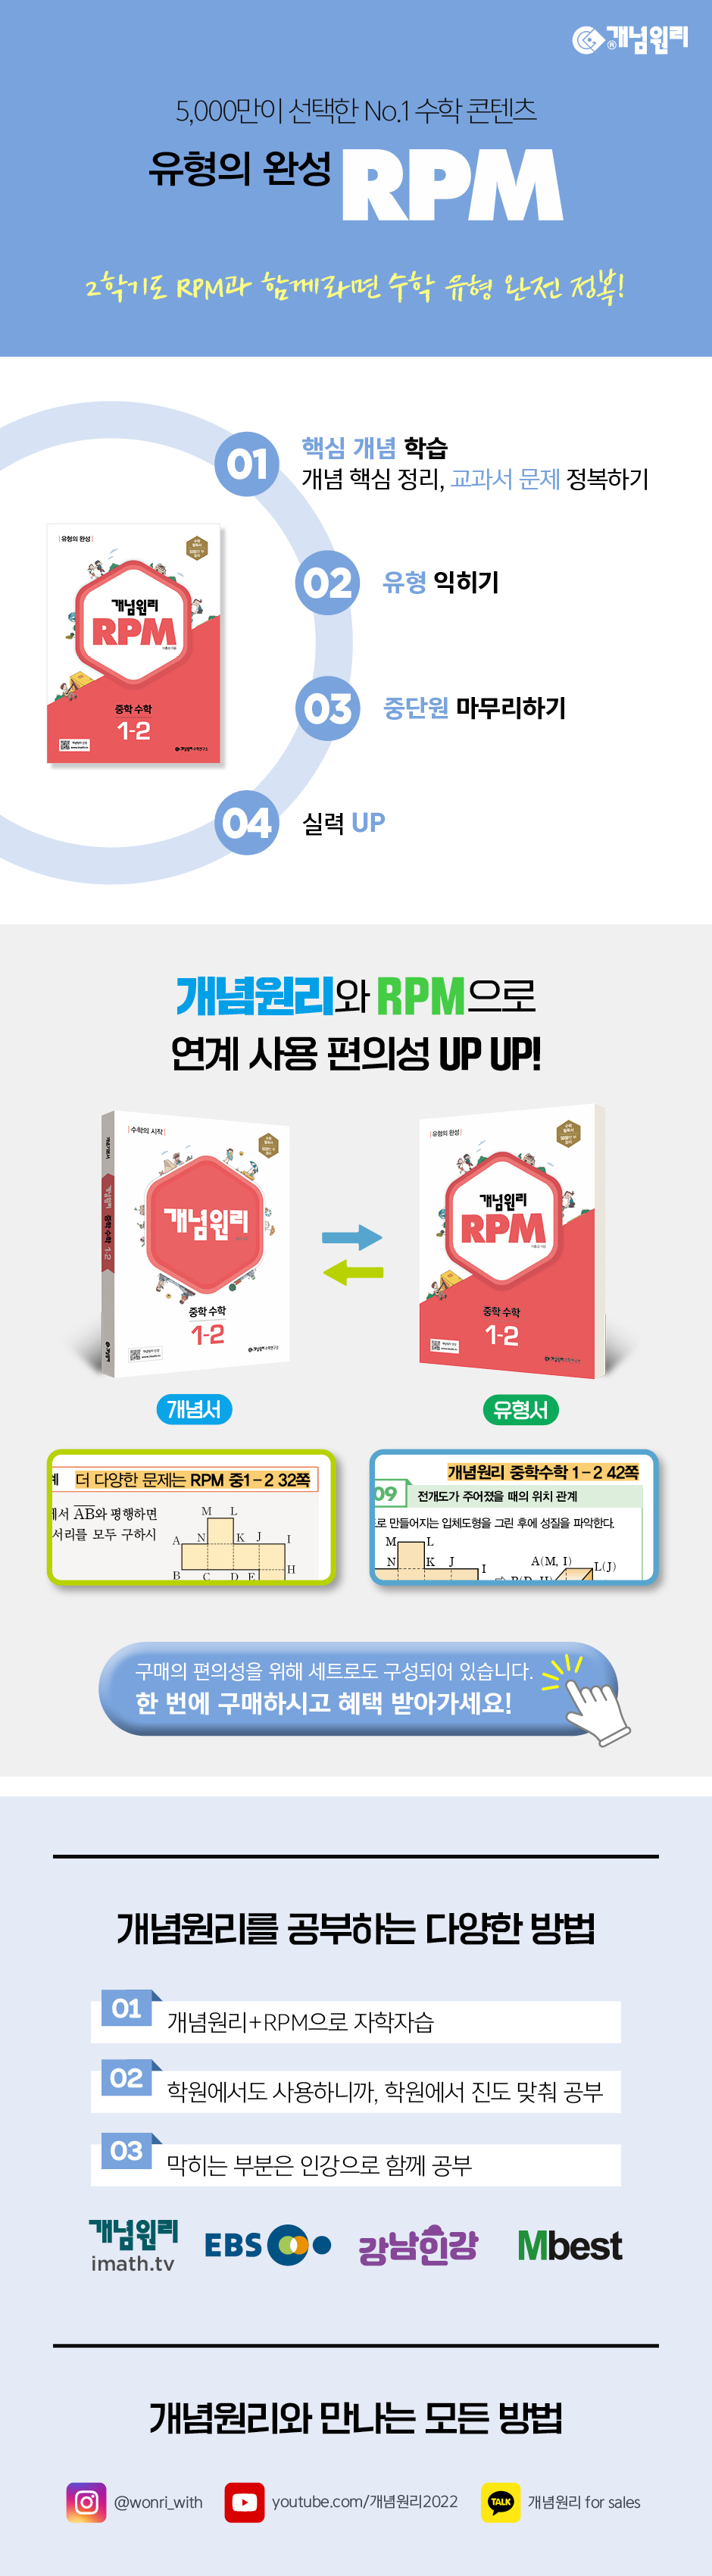 개념원리
5,000만이 선택한 No.1 수학 콘텐츠
유형의 완성 RPM
2학기도 RPM과 함께라면 수학 유형 완전 정복!
01
핵심 개념 학습
개념 핵심 정리, 교과서 문제 정복하기
02
유형 익히기
03
중단원 마무리하기
04
실력 UP
유형의 완성
개념원리
RPM
중학 수학
1-2
개념원리와 RPM으로
연계 사용 편의성 UP UP!
수학의 시작
개념원리
중학 수학
1-2
개념원리 중학 수학 1-2
유형의 완성
개념원리
RPM
중학 수학
1-2
개념서
유형서
더 다양한 문제는 RPM 중1-2 32쪽
에서 AB와 평행하면
서리를 모두 구하시
M L
A N K J I
B C D E H
개념원리 중학수학 1-2 42쪽
09 전개도가 주어졌을 때의 위치 관계
로 만들어지는 입체도형을 그린 후에 성질을 파악한다.
M L
N K J I
A(M, I) L(J)
구매의 편의성을 위해 세트로도 구성되어 있습니다.
한 번에 구매하시고 혜택 받아가세요!
개념원리를 공부하는 다양한 방법
01
개념원리+RPM으로 자학자습
02
학원에서도 사용하니까, 학원에서 진도 맞춰 공부
03
막히는 부분은 인강으로 함께 공부
개념원리
imath.tv
EBS
강남인강
Mbest
개념원리와 만나는 모든 방법
@wonri_with
youtube.com/개념원리2022
TALK
개념원리 for sales